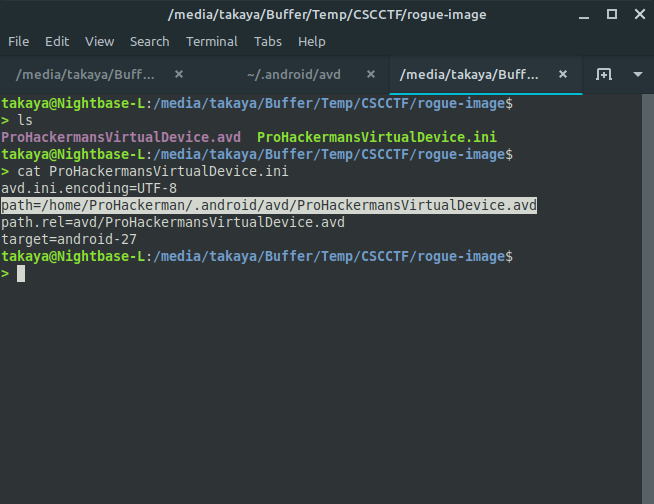 /media/takaya/Buffer/Temp/CSCCTF/rogue-image
File Edit View Search Terminal Tabs Help
/media/takaya/Buff... × ~/.android/avd × /media/takaya/Buff... ×
takaya@Nightbase-L:/media/takaya/Buffer/Temp/CSCCTF/rogue-image$
> ls
ProHackermansVirtualDevice.avd ProHackermansVirtualDevice.ini
takaya@Nightbase-L:/media/takaya/Buffer/Temp/CSCCTF/rogue-image$
> cat ProHackermansVirtualDevice.ini
avd.ini.encoding=UTF-8
path=/home/ProHackerman/.android/avd/ProHackermansVirtualDevice.avd
path.rel=avd/ProHackermansVirtualDevice.avd
target=android-27
takaya@Nightbase-L:/media/takaya/Buffer/Temp/CSCCTF/rogue-image$
>